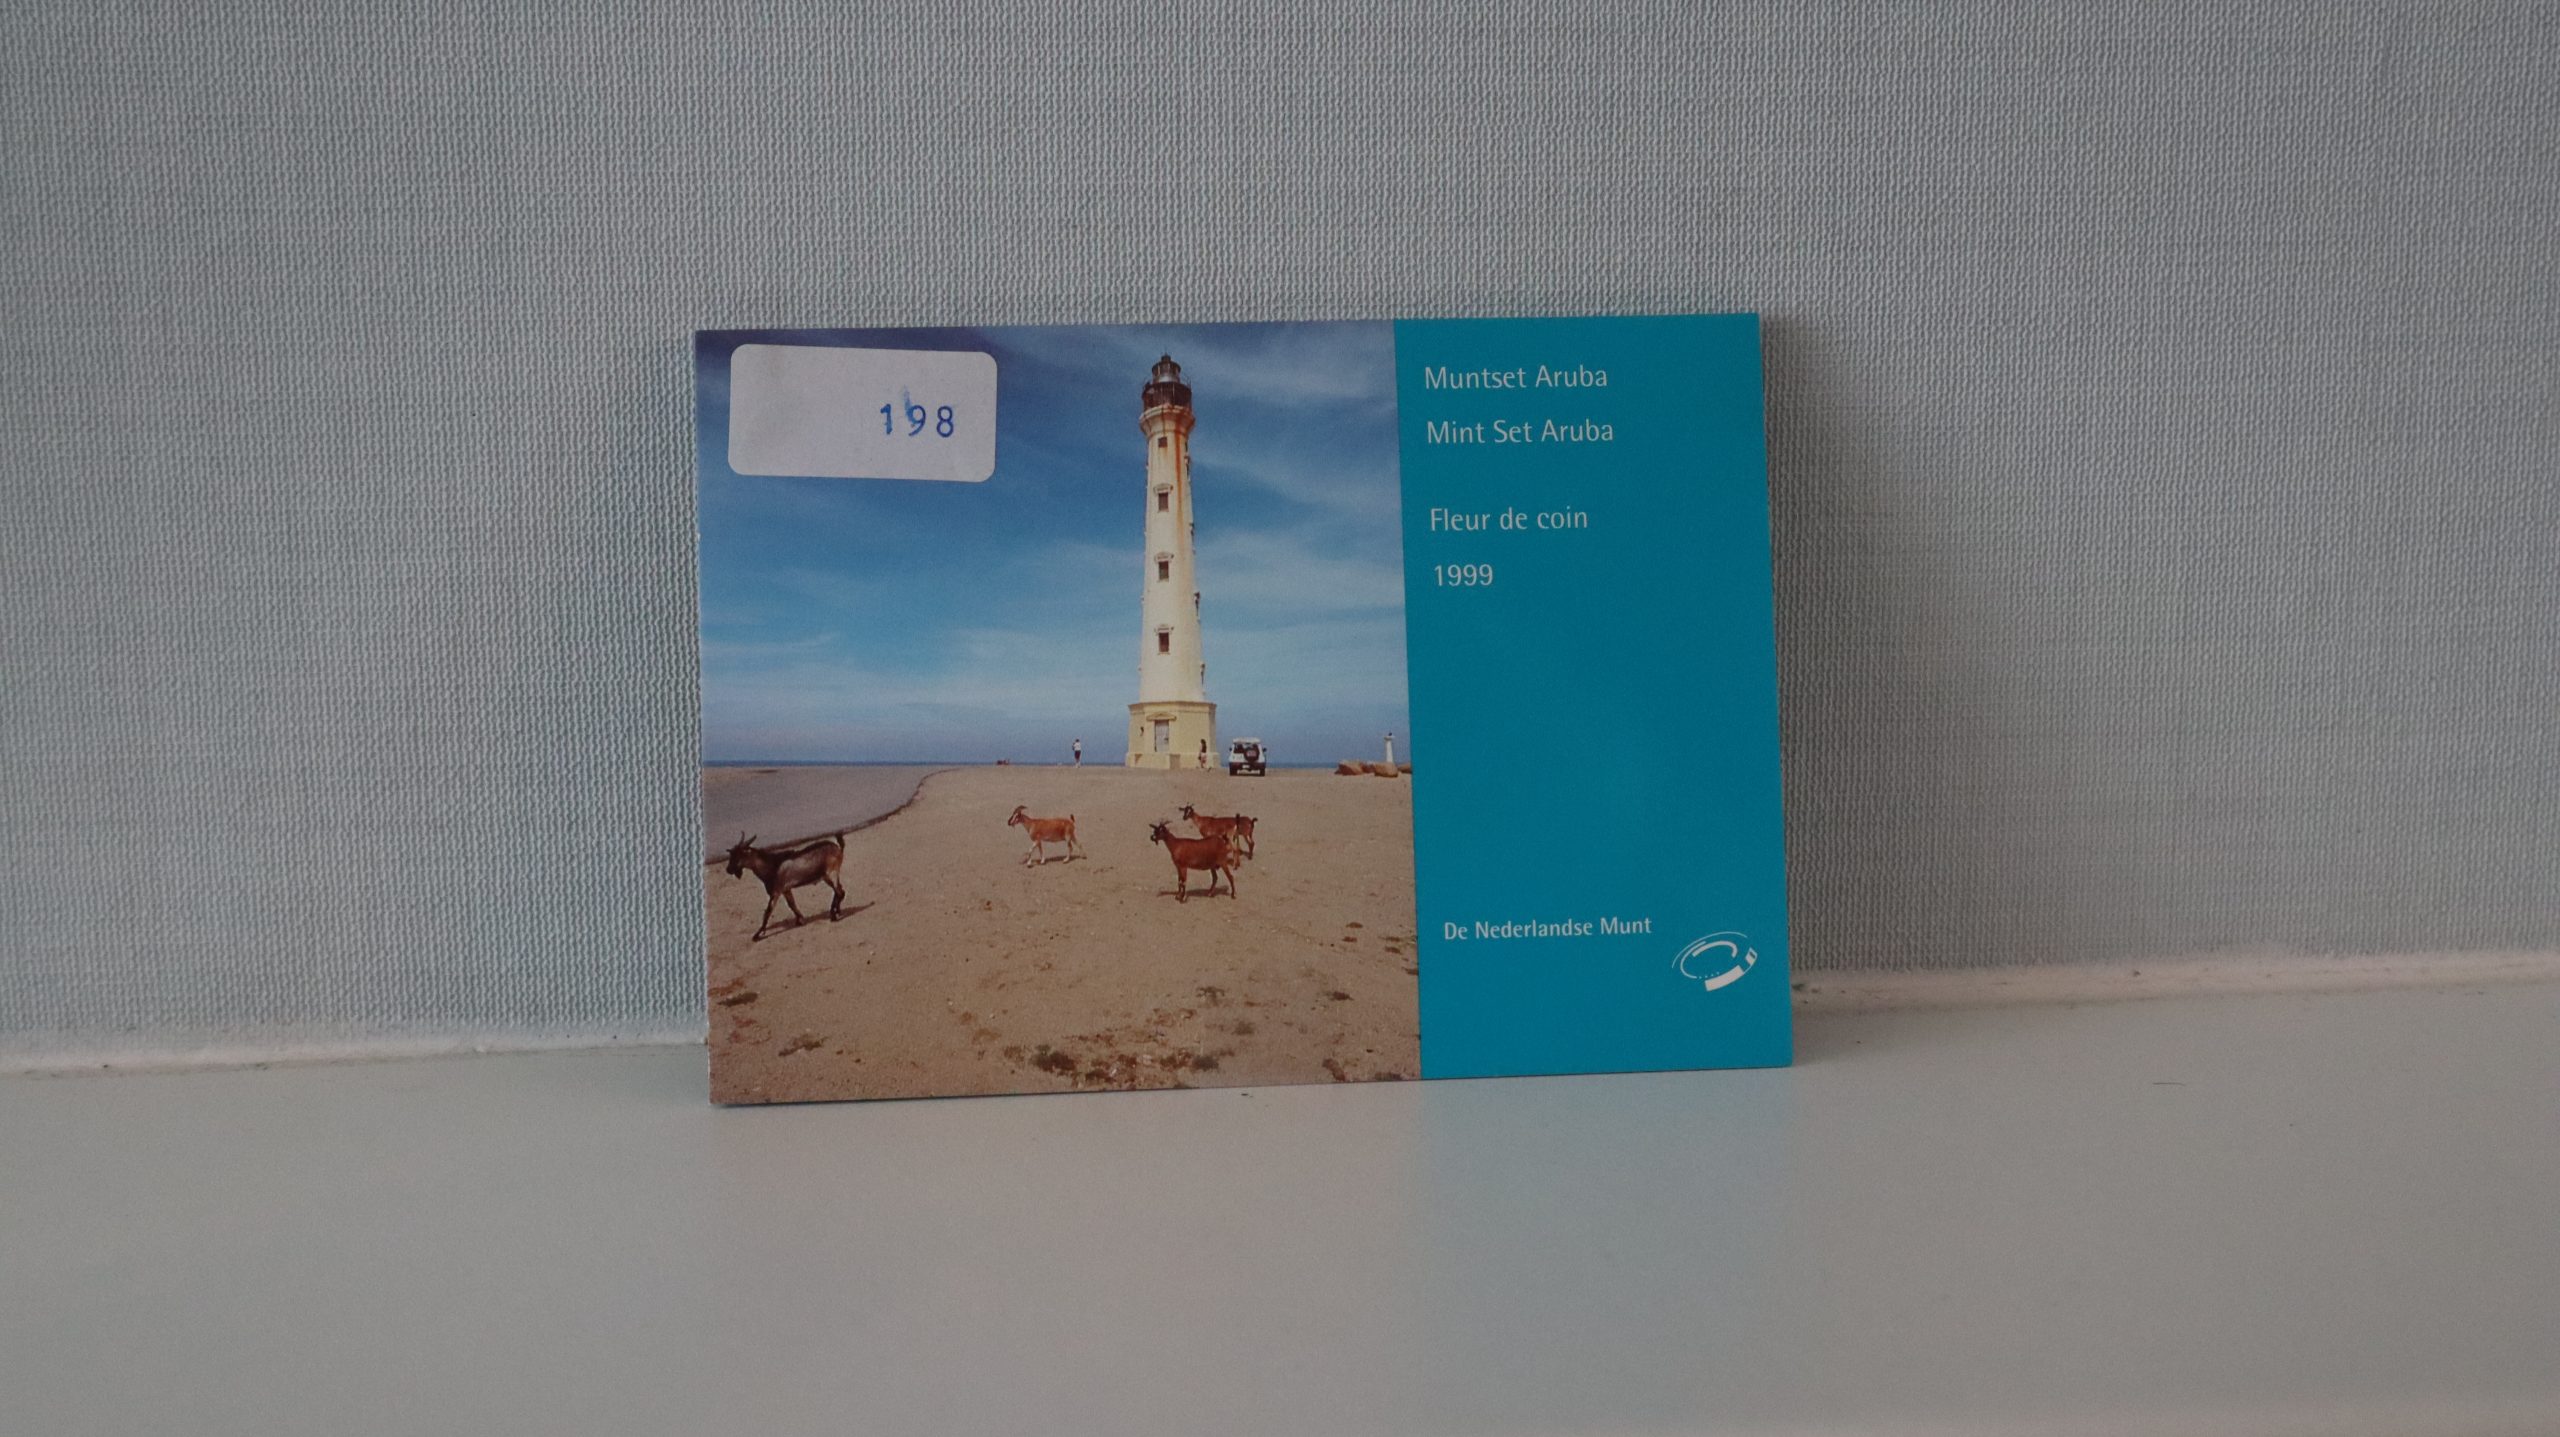 198
Muntset Aruba
Mint Set Aruba
Fleur de coin
1999
De Nederlandse Munt